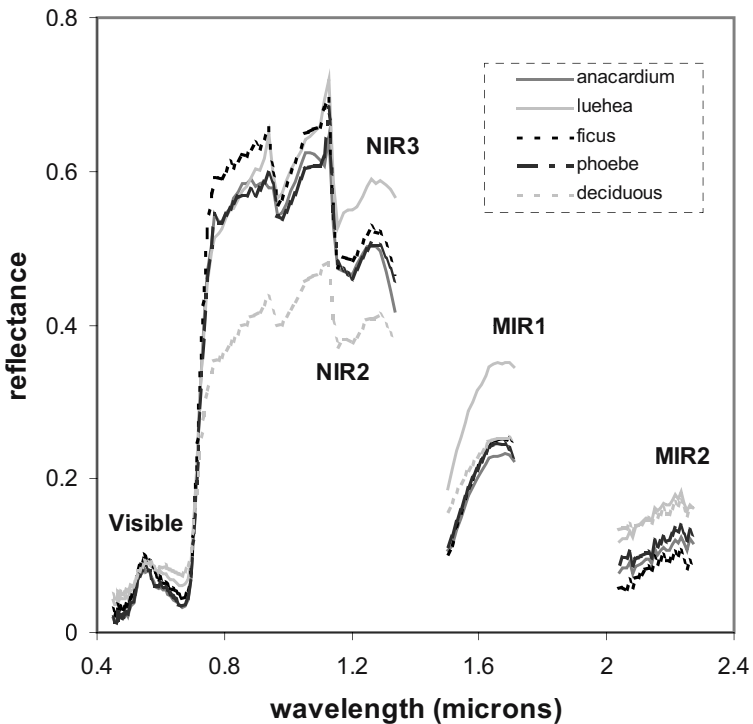 0.8
anacardium
luehea
ficus
phoebe
deciduous
NIR3
0.6
reflectance
0.4
NIR2
MIR1
0.2
MIR2
Visible
0
0.4 0.8 1.2 1.6 2 2.4
wavelength (microns)